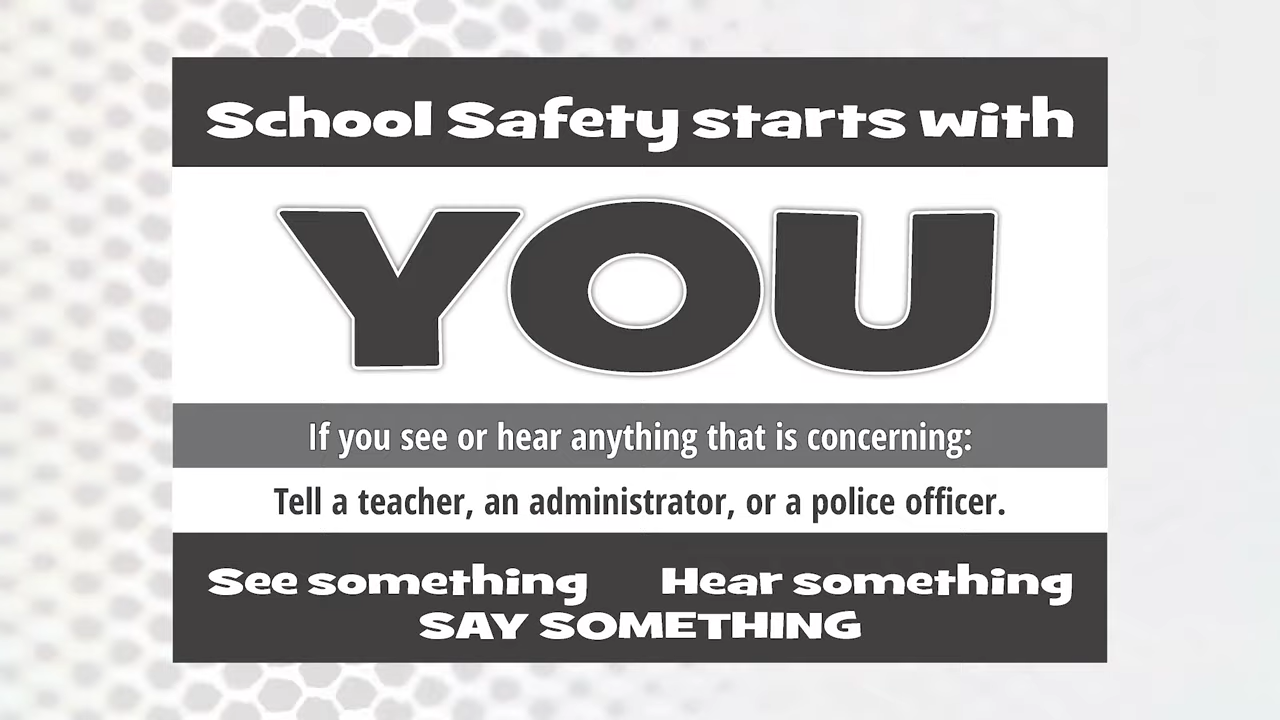 School Safety starts with
YOU
If you see or hear anything that is concerning:
Tell a teacher, an administrator, or a police officer.
See something Hear something
SAY SOMETHING